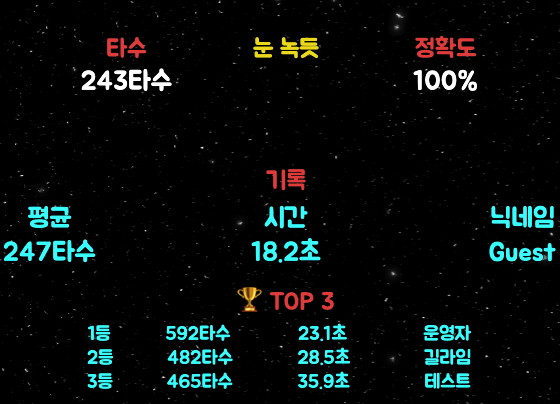 타수 눈 녹듯 정확도
243타수 100%
기록
평균 시간 닉네임
247타수 18.2초 Guest
🏆 TOP 3
1등 592타수 23.1초 운영자
2등 482타수 28.5초 길라임
3등 465타수 35.9초 테스트